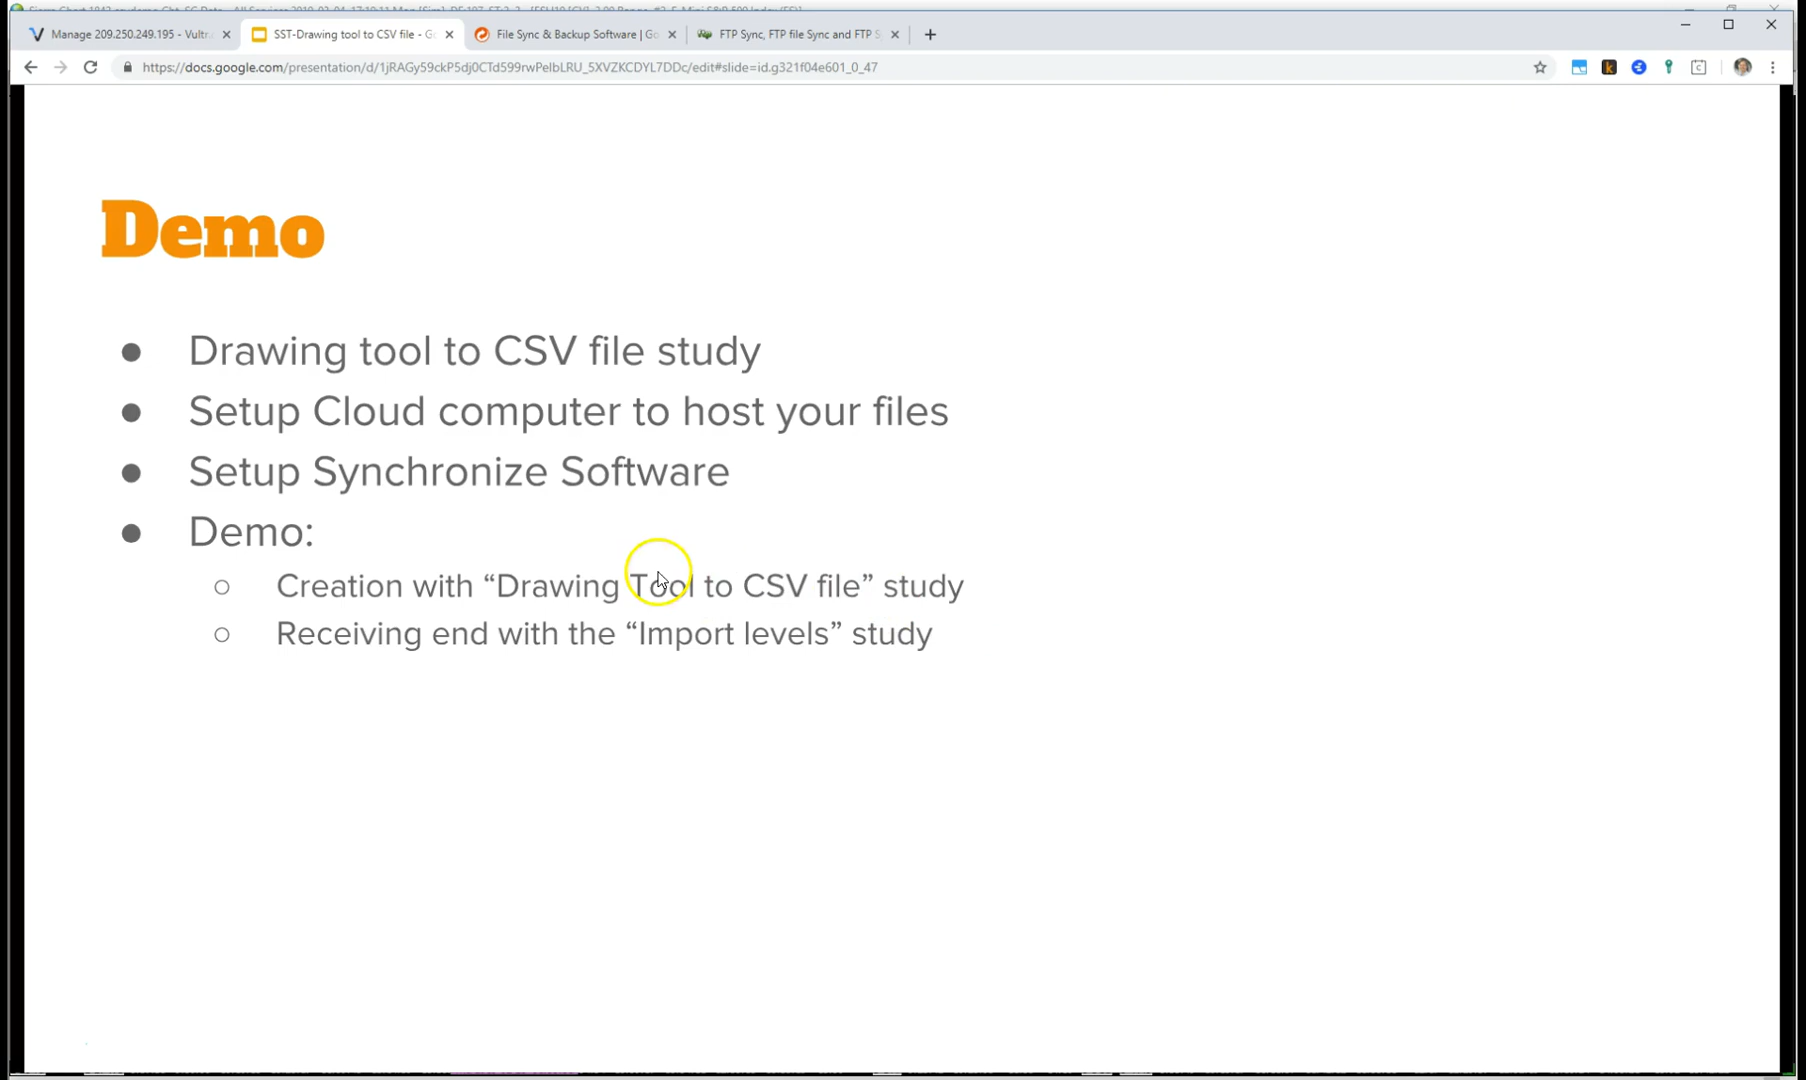 Manage 209.250.249.195 - Vultr
SST-Drawing tool to CSV file - Go
File Sync & Backup Software | Go
FTP Sync, FTP file Sync and FTP S
https://docs.google.com/presentation/d/1jRAGy59ckP5dj0CTd599rwPelbLRU_5XVZKCDYL7DDc/edit#slide=id.g321f04e601_0_47
Demo
● Drawing tool to CSV file study
● Setup Cloud computer to host your files
● Setup Synchronize Software
● Demo:
○ Creation with “Drawing Tool to CSV file” study
○ Receiving end with the “Import levels” study